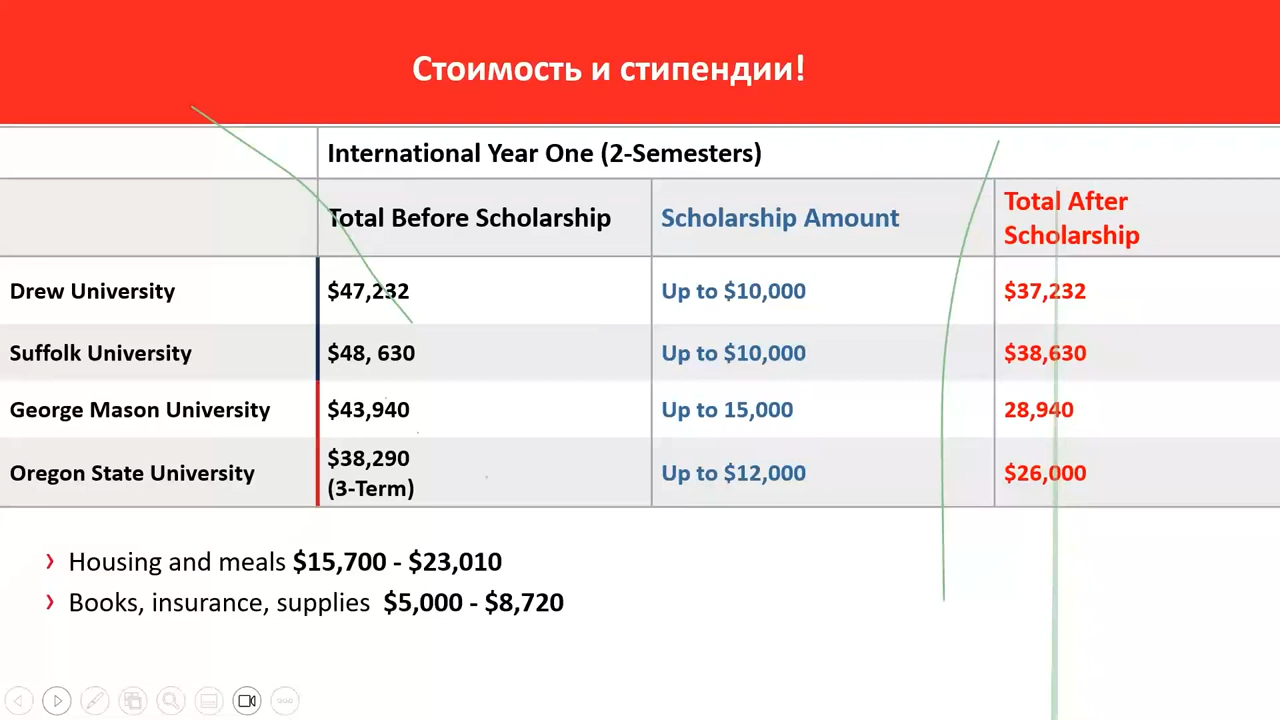 Стоимость и стипендии!
International Year One (2-Semesters)
Total Before Scholarship
Scholarship Amount
Total After
Scholarship
Drew University
$47,232
Up to $10,000
$37,232
Suffolk University
$48, 630
Up to $10,000
$38,630
George Mason University
$43,940
Up to 15,000
28,940
Oregon State University
$38,290
(3-Term)
Up to $12,000
$26,000
Housing and meals $15,700 - $23,010
Books, insurance, supplies $5,000 - $8,720